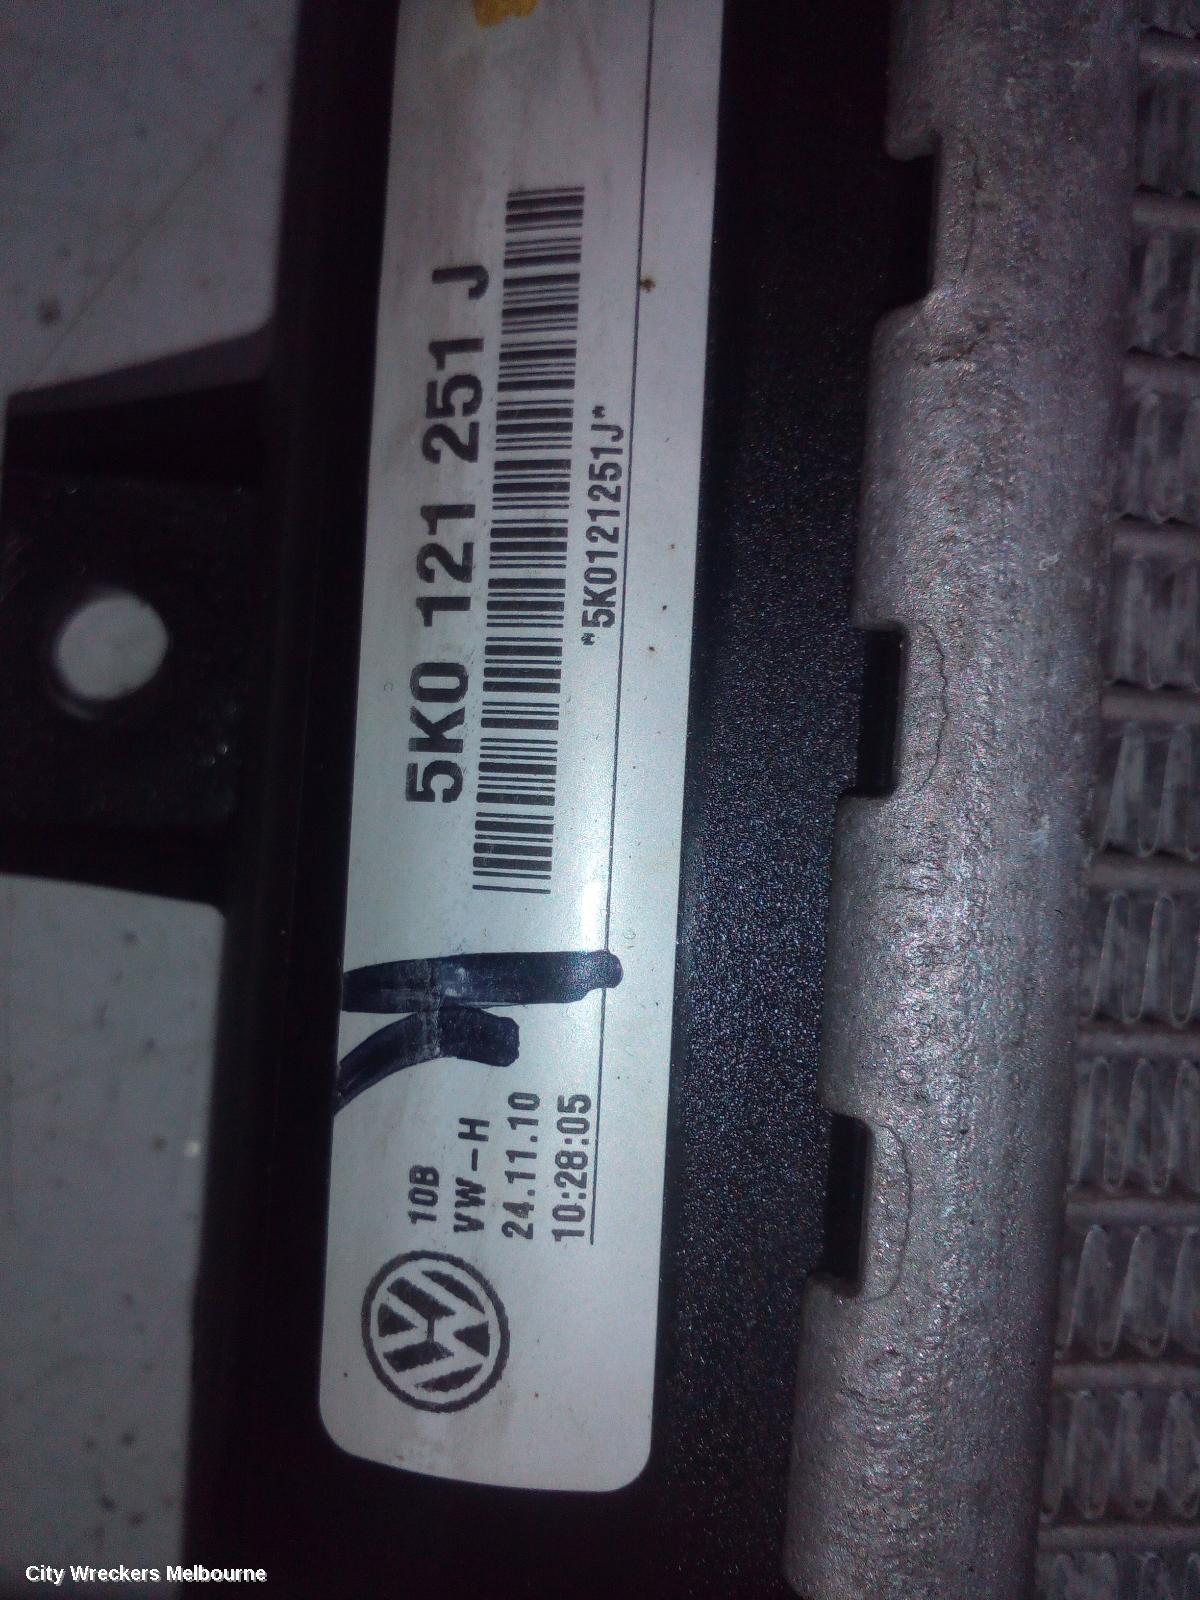 5K0 121 251 J
*5K0121251J*
10B
VW-H
24.11.10
10:28:05
City Wreckers Melbourne